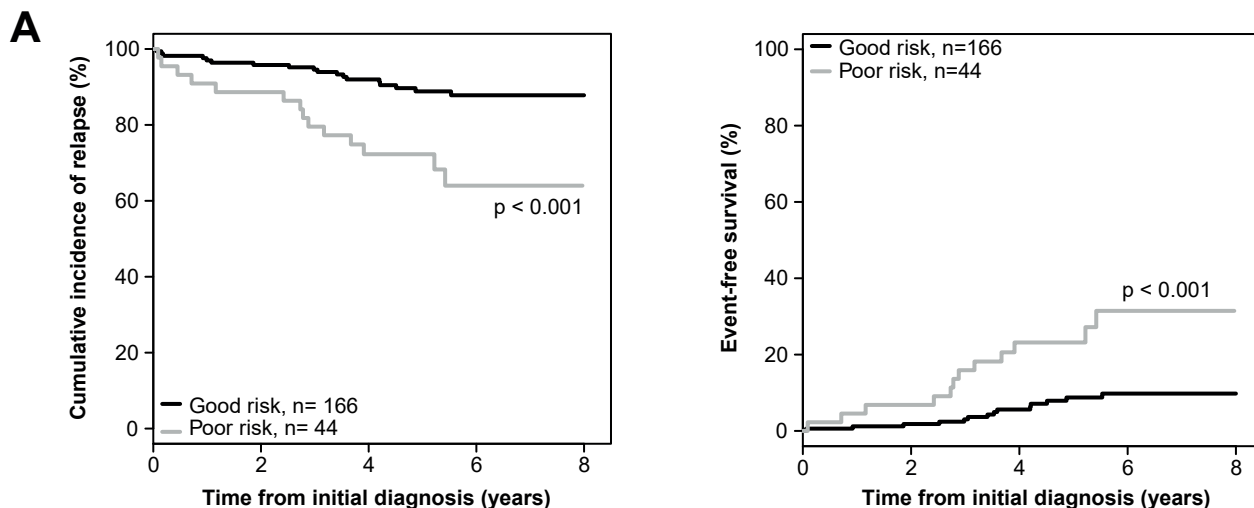 A
Cumulative incidence of relapse (%)
100
80
60
40
20
0
p < 0.001
Good risk, n= 166
Poor risk, n= 44
0 2 4 6 8
Time from initial diagnosis (years)
Event-free survival (%)
100
80
60
40
20
0
Good risk, n=166
Poor risk, n=44
p < 0.001
0 2 4 6 8
Time from initial diagnosis (years)